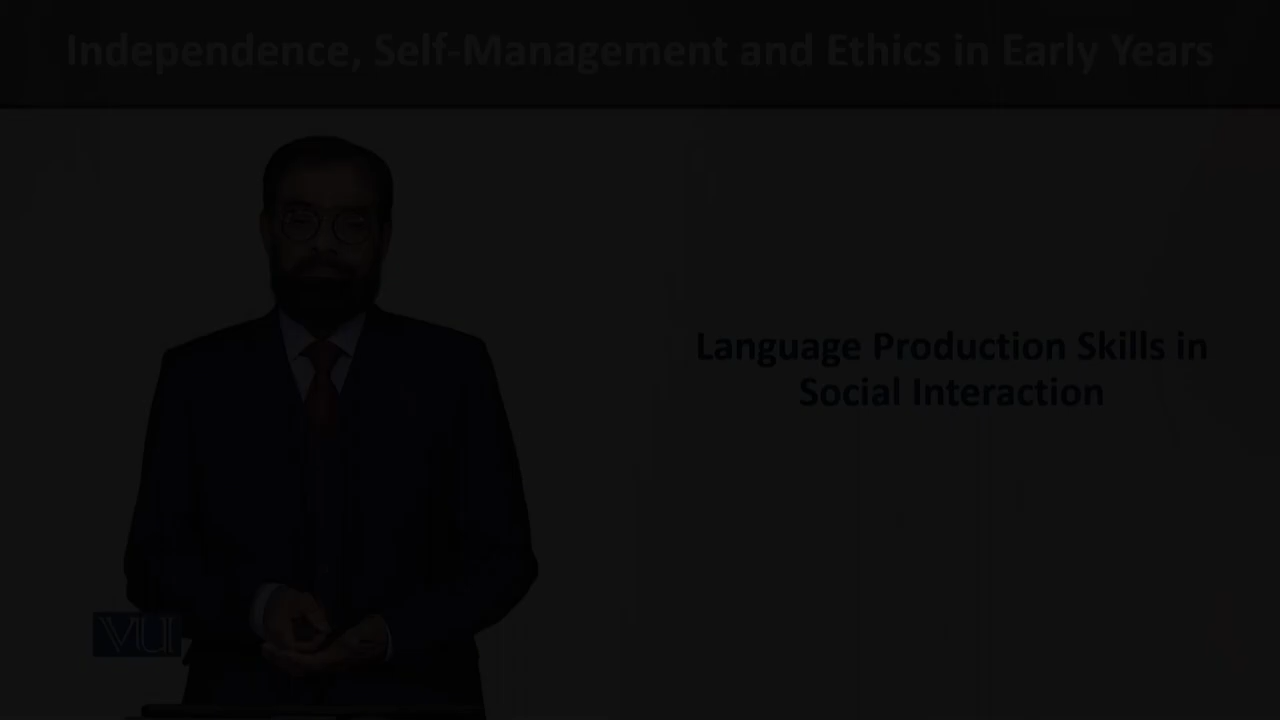 Independence, Self-Management and Ethics in Early Years
Language Production Skills in
Social Interaction
VU